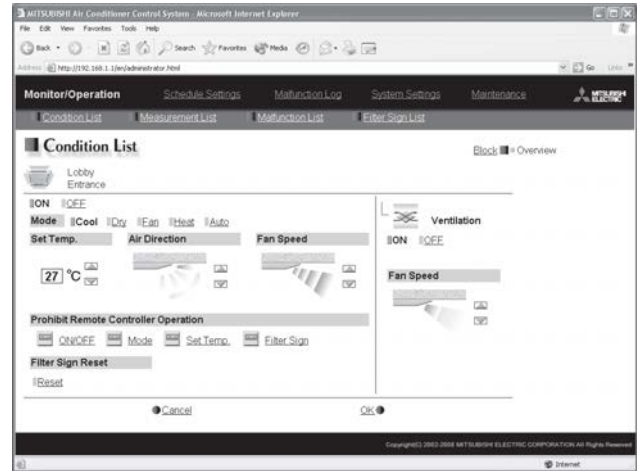 MITSUBISHI Air Conditioner Control System - Microsoft Internet Explorer
File Edit View Favorites Tools Help
Back Search Favorites Media
Address http://192.168.1.1/en/administrator.html Go Links
Monitor/Operation Schedule Settings Malfunction Log System Settings Maintenance MITSUBISHI ELECTRIC
Condition List Measurement List Malfunction List Filter Sign List
Condition List
Block Overview
Lobby
Entrance
ON OFF
Mode Cool Dry Fan Heat Auto
Set Temp. Air Direction Fan Speed
27 °C
Ventilation
ON OFF
Fan Speed
Prohibit Remote Controller Operation
ON/OFF Mode Set Temp. Filter Sign
Filter Sign Reset
Reset
Cancel OK
Copyright(C) 2002-2008 MITSUBISHI ELECTRIC CORPORATION All Rights Reserved
Internet